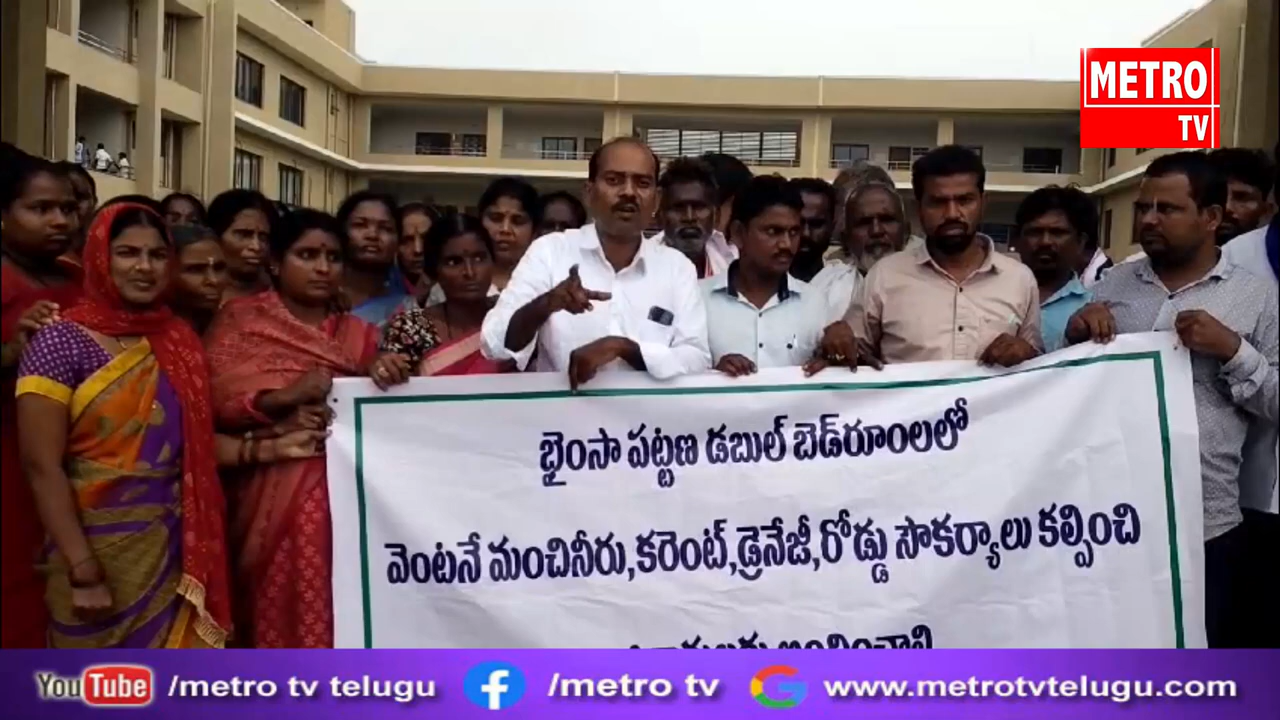 METRO
TV
భైంసా పట్టణ డబుల్ బెడ్‌రూంలలో
వెంటనే మంచినీరు,కరెంట్,డ్రైనేజీ,రోడ్డు సౌకర్యాలు కల్పించి
అందించాలి
YouTube /metro tv telugu f /metro tv G www.metrotvtelugu.com